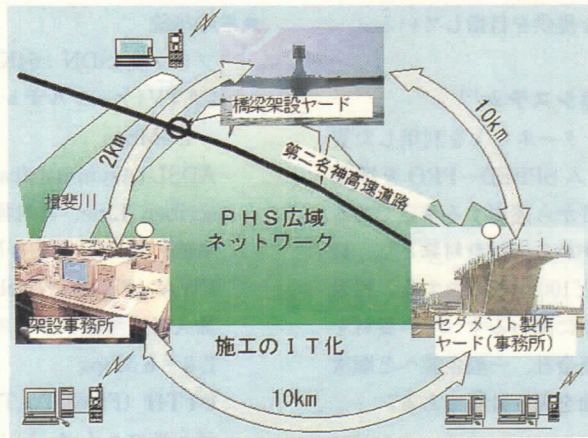 橋梁架設ヤード
10km
2Km
第二名神高速道路
揖斐川
PHS広域
ネットワーク
架設事務所
セグメント製作
ヤード(事務所)
施工のIT化
10km